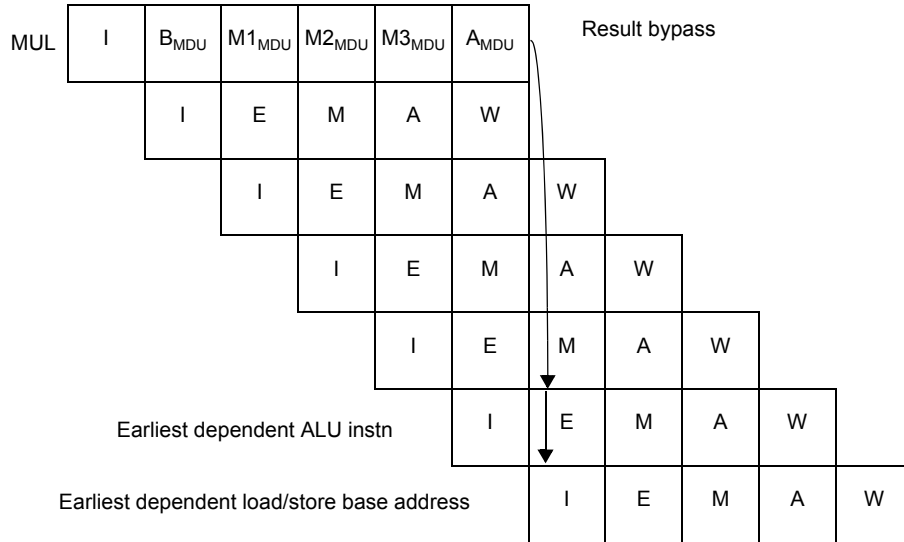 Result bypass
MUL I B_MDU M1_MDU M2_MDU M3_MDU A_MDU
I E M A W
I E M A W
I E M A W
I E M A W
Earliest dependent ALU instn I E M A W
Earliest dependent load/store base address I E M A W